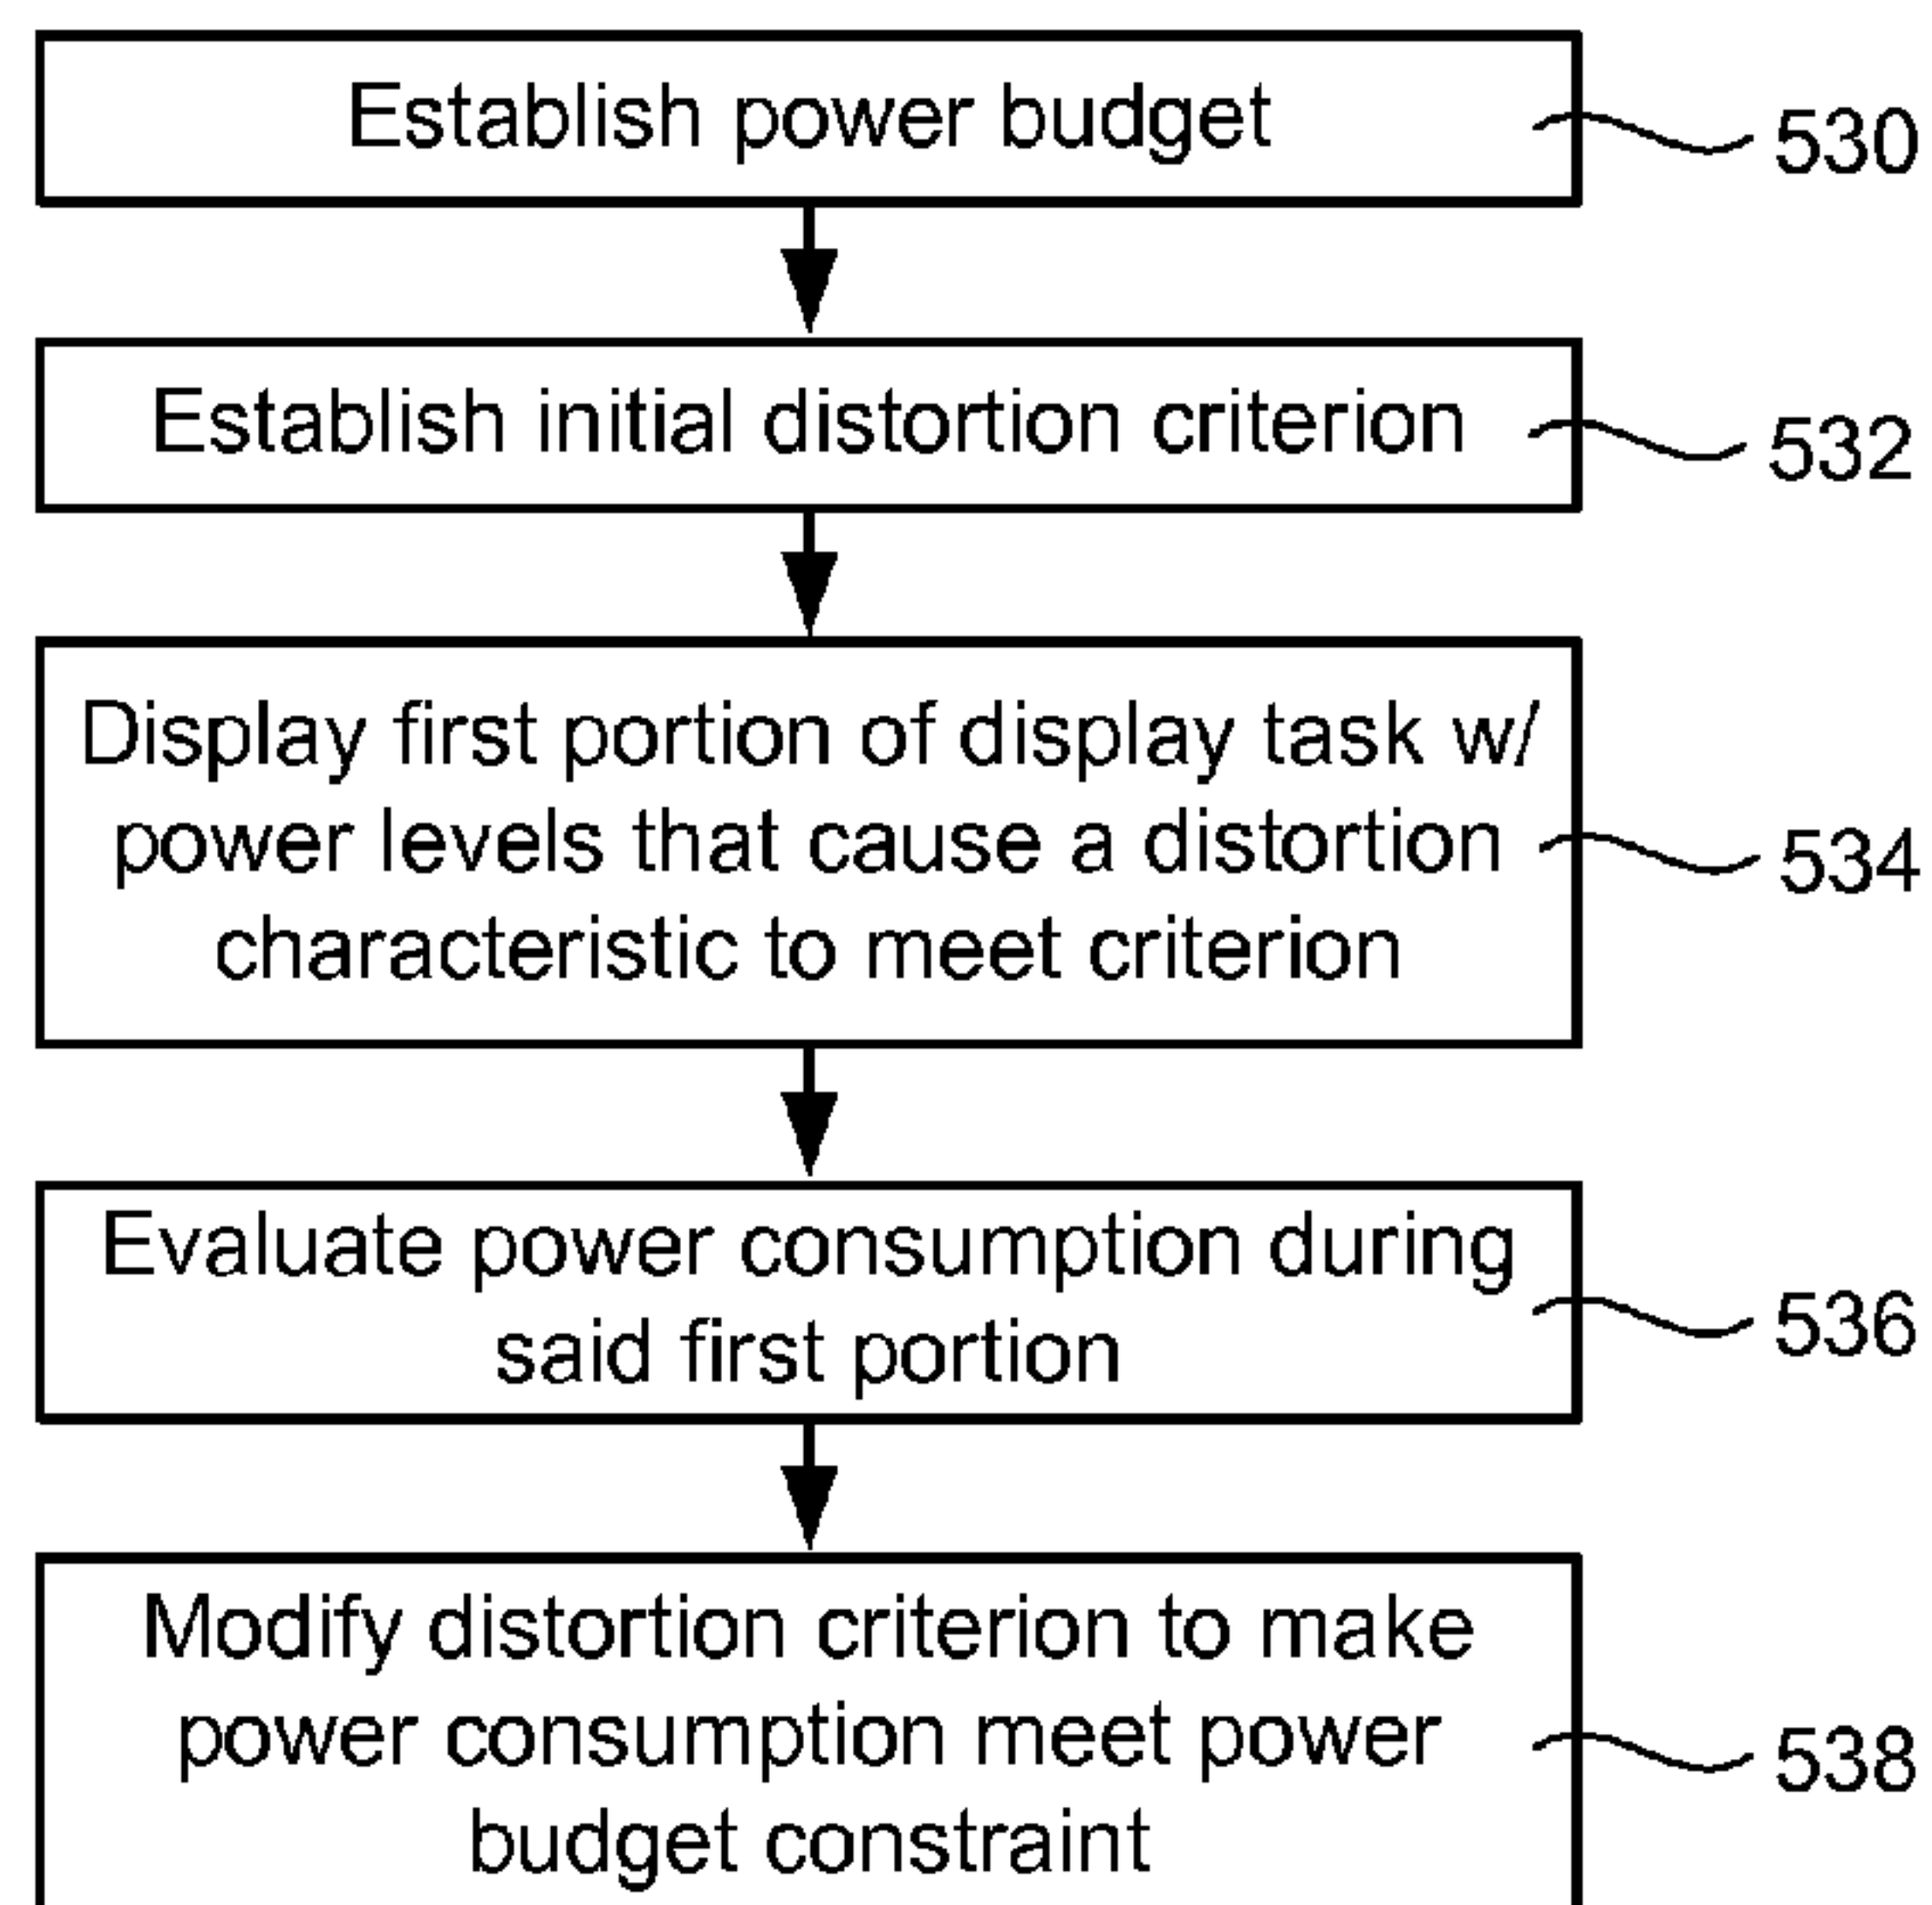 Establish power budget
530
Establish initial distortion criterion
532
Display first portion of display task w/
power levels that cause a distortion
characteristic to meet criterion
534
Evaluate power consumption during
said first portion
536
Modify distortion criterion to make
power consumption meet power
budget constraint
538